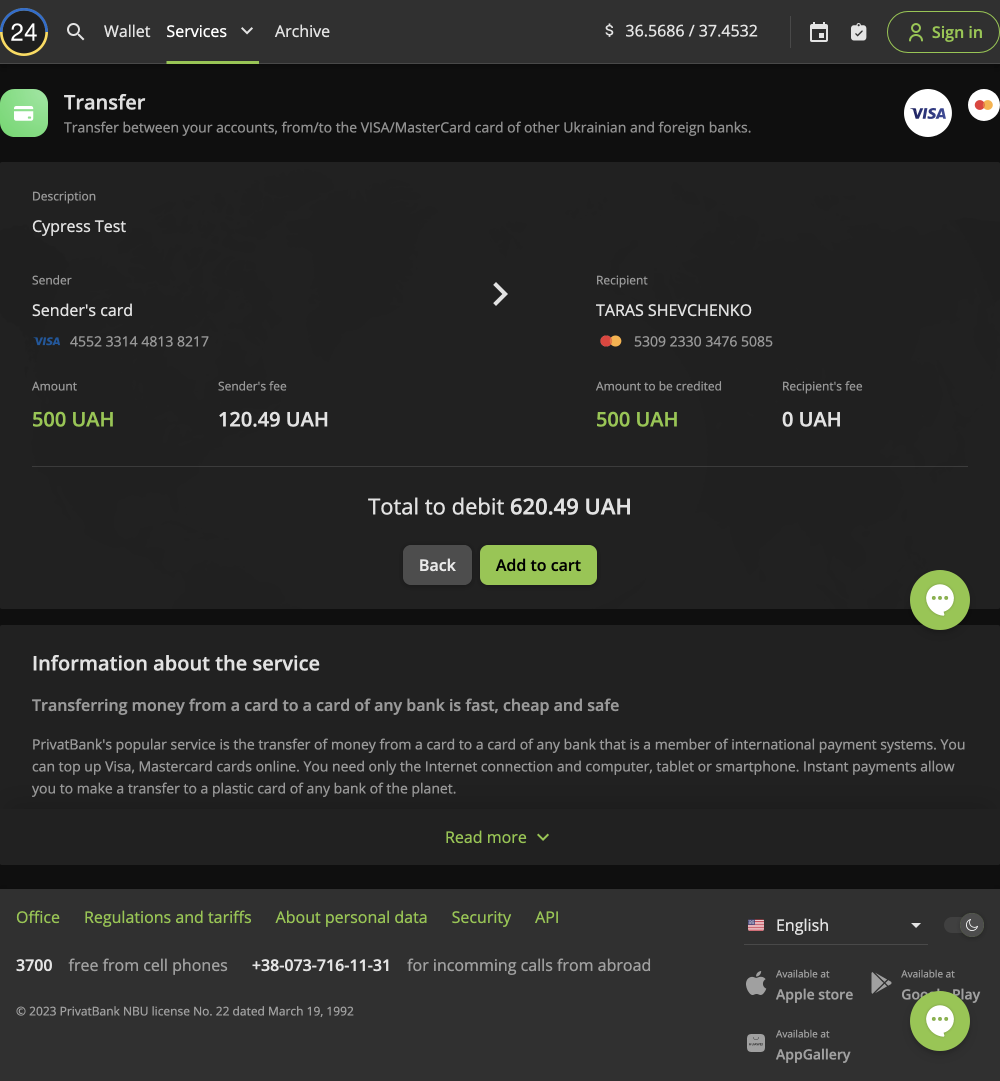 24 Wallet Services Archive $ 36.5686 / 37.4532 Sign in
Transfer
Transfer between your accounts, from/to the VISA/MasterCard card of other Ukrainian and foreign banks.
VISA
Description
Cypress Test
Sender Recipient
Sender's card TARAS SHEVCHENKO
VISA 4552 3314 4813 8217 5309 2330 3476 5085
Amount Sender's fee Amount to be credited Recipient's fee
500 UAH 120.49 UAH 500 UAH 0 UAH
Total to debit 620.49 UAH
Back Add to cart
Information about the service
Transferring money from a card to a card of any bank is fast, cheap and safe
PrivatBank's popular service is the transfer of money from a card to a card of any bank that is a member of international payment systems. You
can top up Visa, Mastercard cards online. You need only the Internet connection and computer, tablet or smartphone. Instant payments allow
you to make a transfer to a plastic card of any bank of the planet.
Read more
Office Regulations and tariffs About personal data Security API
English
3700 free from cell phones +38-073-716-11-31 for incomming calls from abroad
Available at Available at
Apple store Google Play
© 2023 PrivatBank NBU license No. 22 dated March 19, 1992
Available at
AppGallery